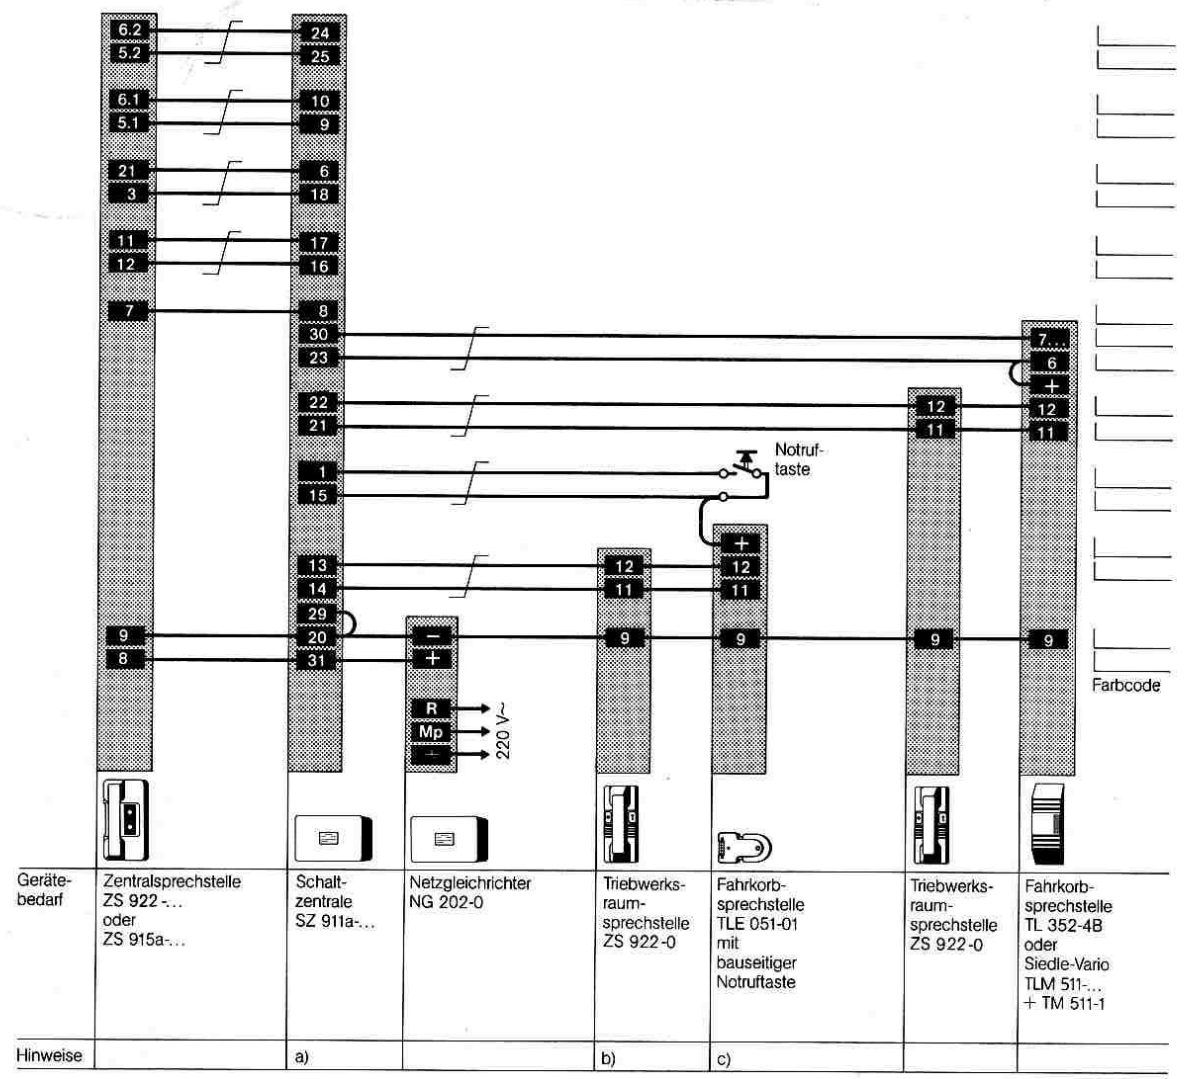 6.2 24
5.2 25
6.1 10
5.1 9
21 6
3 18
11 17
12 16
7 8
30 7...
23 6
+
22 12 12
21 11 11
1 Notruf-
taste
15
+
13 12 12
14 11 11
29
9 20 − 9 9 9 9
8 31 +
R
Mp
220 V~
Farbcode
Geräte-
bedarf
Zentralsprechstelle
ZS 922-...
oder
ZS 915a-...
Schalt-
zentrale
SZ 911a-...
Netzgleichrichter
NG 202-0
Triebwerks-
raum-
sprechstelle
ZS 922-0
Fahrkorb-
sprechstelle
TLE 051-01
mit
bauseitiger
Notruftaste
Triebwerks-
raum-
sprechstelle
ZS 922-0
Fahrkorb-
sprechstelle
TL 352-4B
oder
Siedle-Vario
TLM 511-...
+ TM 511-1
Hinweise a) b) c)